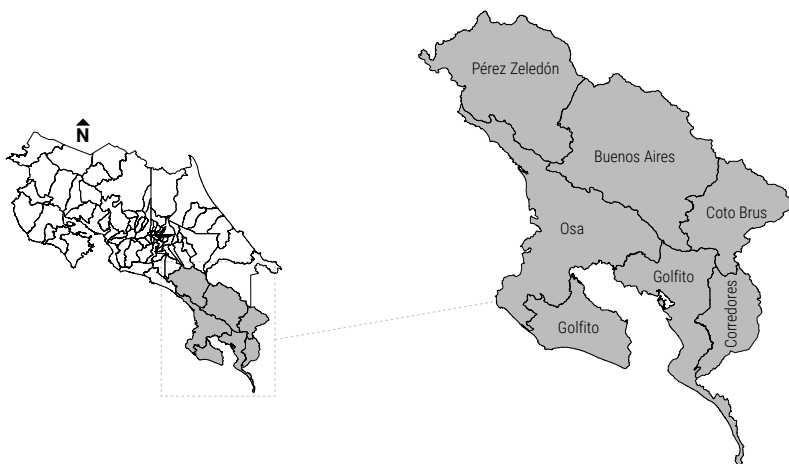 N
Pérez Zeledón
Buenos Aires
Coto Brus
Osa
Golfito
Corredores
Golfito